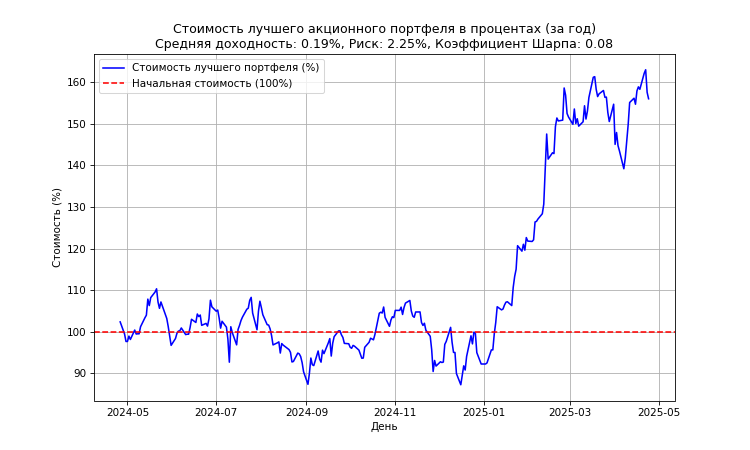 Стоимость лучшего акционного портфеля в процентах (за год)
Средняя доходность: 0.19%, Риск: 2.25%, Коэффициент Шарпа: 0.08
Стоимость лучшего портфеля (%)
Начальная стоимость (100%)
Стоимость (%)
160
150
140
130
120
110
100
90
2024-05
2024-07
2024-09
2024-11
2025-01
2025-03
2025-05
День